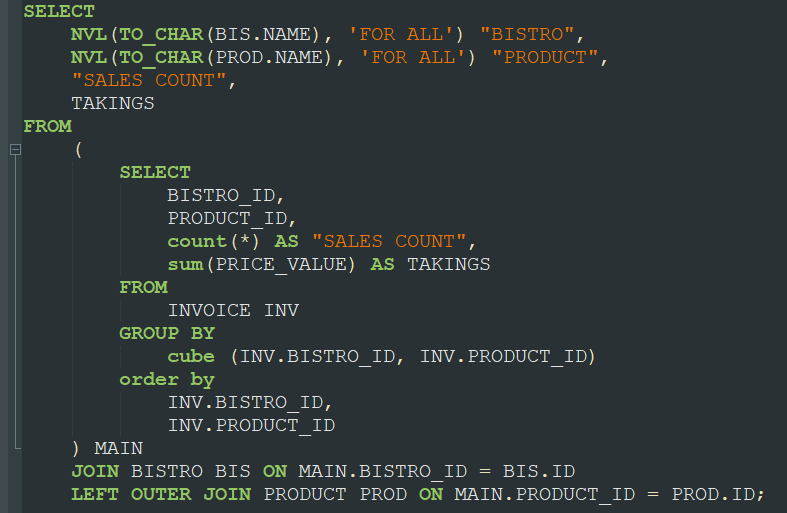 SELECT
NVL(TO_CHAR(BIS.NAME), 'FOR ALL') "BISTRO",
NVL(TO_CHAR(PROD.NAME), 'FOR ALL') "PRODUCT",
"SALES COUNT",
TAKINGS
FROM
(
SELECT
BISTRO_ID,
PRODUCT_ID,
count(*) AS "SALES COUNT",
sum(PRICE_VALUE) AS TAKINGS
FROM
INVOICE INV
GROUP BY
cube (INV.BISTRO_ID, INV.PRODUCT_ID)
order by
INV.BISTRO_ID,
INV.PRODUCT_ID
) MAIN
JOIN BISTRO BIS ON MAIN.BISTRO_ID = BIS.ID
LEFT OUTER JOIN PRODUCT PROD ON MAIN.PRODUCT_ID = PROD.ID;